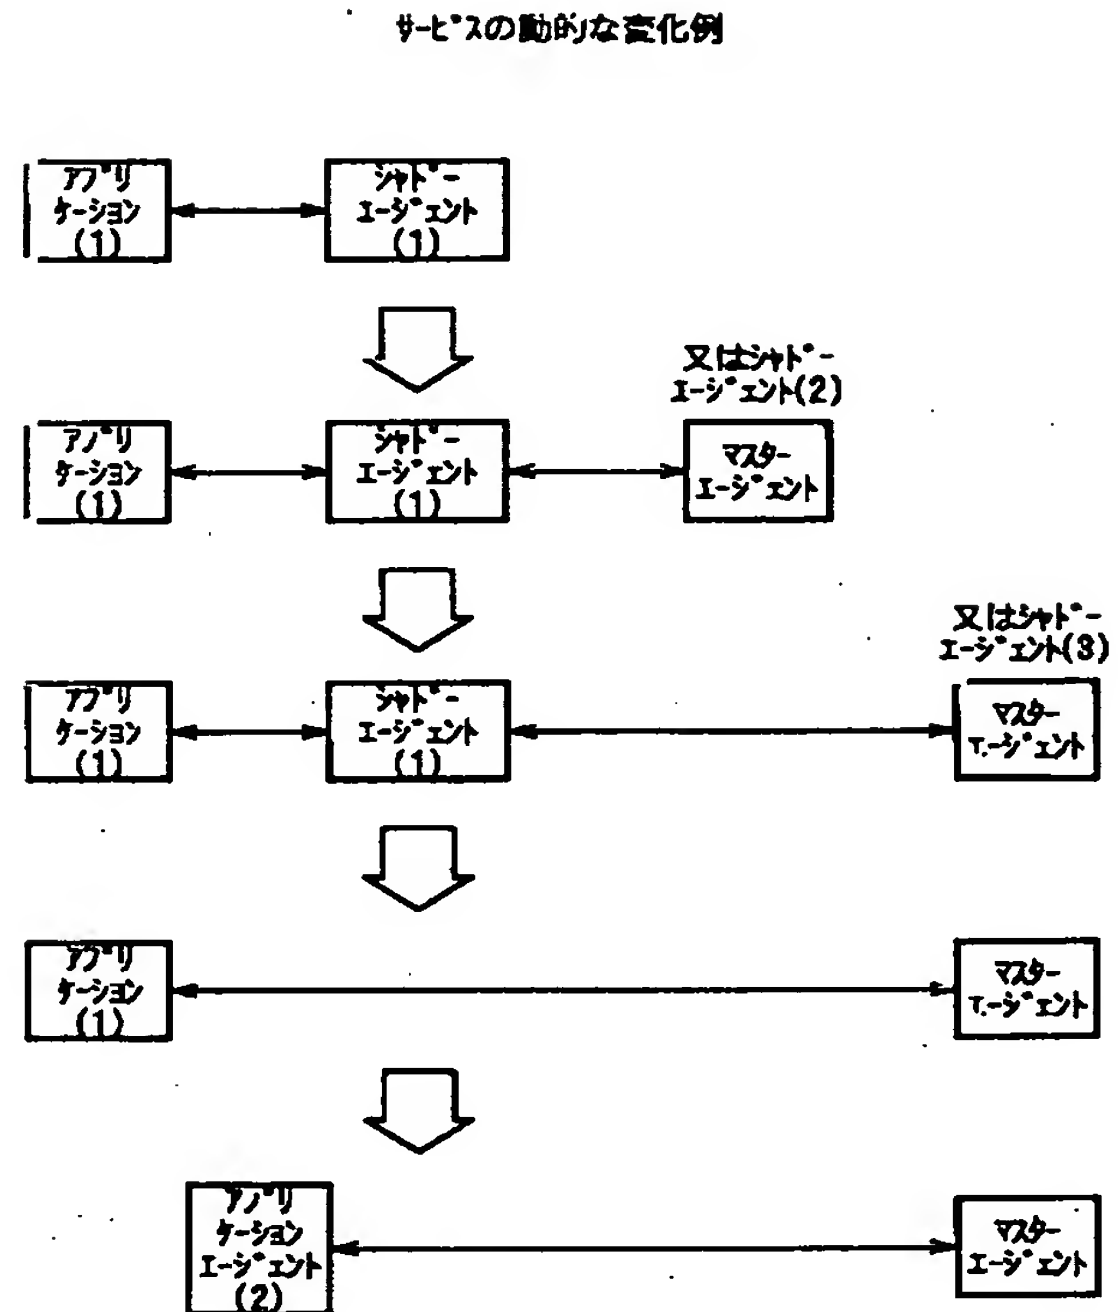 サービスの動的な変化例
アプリ
ケーション
(1)
シャドー
エージェント
(1)
又はシャドー
エージェント(2)
アプリ
ケーション
(1)
シャドー
エージェント
(1)
マスター
エージェント
又はシャドー
エージェント(3)
アプリ
ケーション
(1)
シャドー
エージェント
(1)
マスター
エージェント
アプリ
ケーション
(1)
マスター
エージェント
アプリ
ケーション
エージェント
(2)
マスター
エージェント